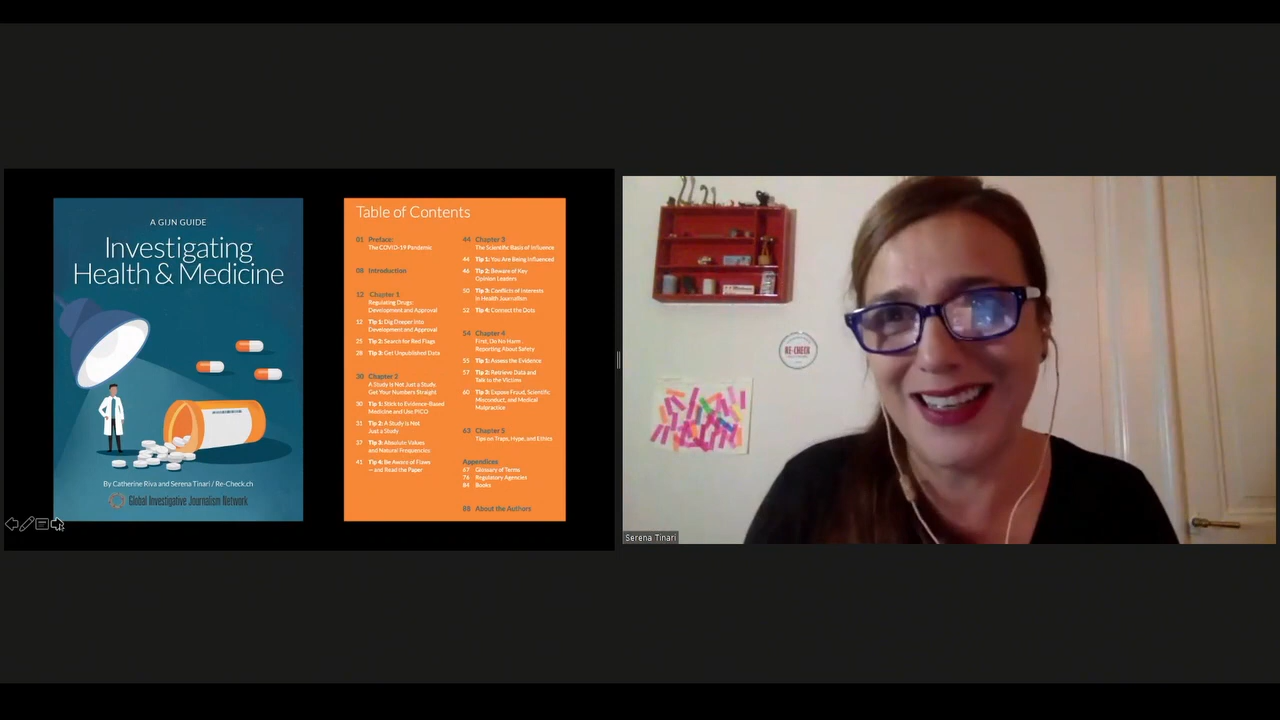 A GIJN GUIDE
Investigating
Health & Medicine
By Catherine Riva and Serena Tinari / Re-Check.ch
Global Investigative Journalism Network
Table of Contents
01 Preface:
The COVID-19 Pandemic
08 Introduction
12 Chapter 1
Regulating Drugs:
Development and Approval
12 Tip 1: Dig Deeper into
Development and Approval
25 Tip 2: Search for Red Flags
28 Tip 3: Get Unpublished Data
30 Chapter 2
A Study Is Not Just a Study.
Get Your Numbers Straight
30 Tip 1: Stick to Evidence-Based
Medicine and Use PICO
31 Tip 2: A Study Is Not
Just a Study
37 Tip 3: Absolute Values
and Natural Frequencies
41 Tip 4: Be Aware of Flaws
— and Read the Paper
44 Chapter 3
The Scientific Basis of Influence
44 Tip 1: You Are Being Influenced
46 Tip 2: Beware of Key
Opinion Leaders
50 Tip 3: Conflicts of Interests
in Health Journalism
52 Tip 4: Connect the Dots
54 Chapter 4
First, Do No Harm
Reporting About Safety
55 Tip 1: Assess the Evidence
57 Tip 2: Retrieve Data and
Talk to the Victims
60 Tip 3: Expose Fraud, Scientific
Misconduct, and Medical
Malpractice
63 Chapter 5
Tips on Traps, Hype, and Ethics
Appendices
67 Glossary of Terms
76 Regulatory Agencies
84 Books
88 About the Authors
RE-CHECK
Serena Tinari